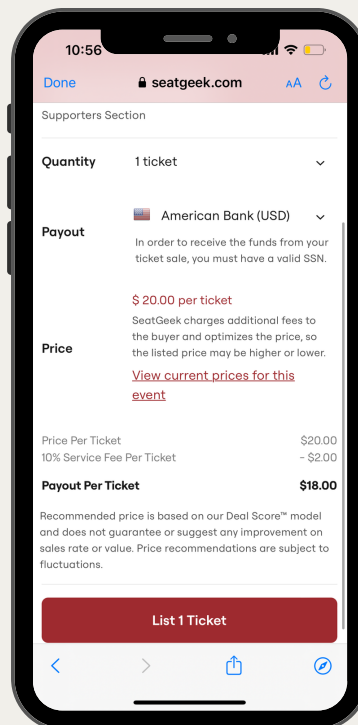 10:56
Done
seatgeek.com
AA
Supporters Section
Quantity
1 ticket
Payout
American Bank (USD)
In order to receive the funds from your
ticket sale, you must have a valid SSN.
Price
$ 20.00 per ticket
SeatGeek charges additional fees to
the buyer and optimizes the price, so
the listed price may be higher or lower.
View current prices for this
event
Price Per Ticket $20.00
10% Service Fee Per Ticket - $2.00
Payout Per Ticket $18.00
Recommended price is based on our Deal Score™ model
and does not guarantee or suggest any improvement on
sales rate or value. Price recommendations are subject to
fluctuations.
List 1 Ticket